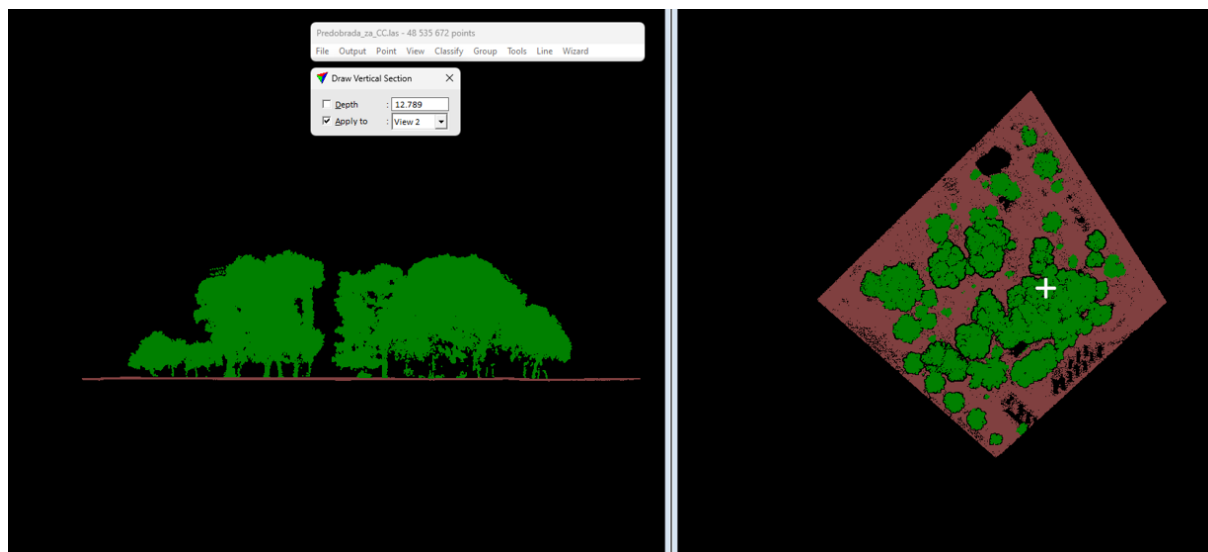 Predobrada_za_CC.las - 48 535 672 points
File Output Point View Classify Group Tools Line Wizard
Draw Vertical Section
Depth : 12.789
Apply to : View 2